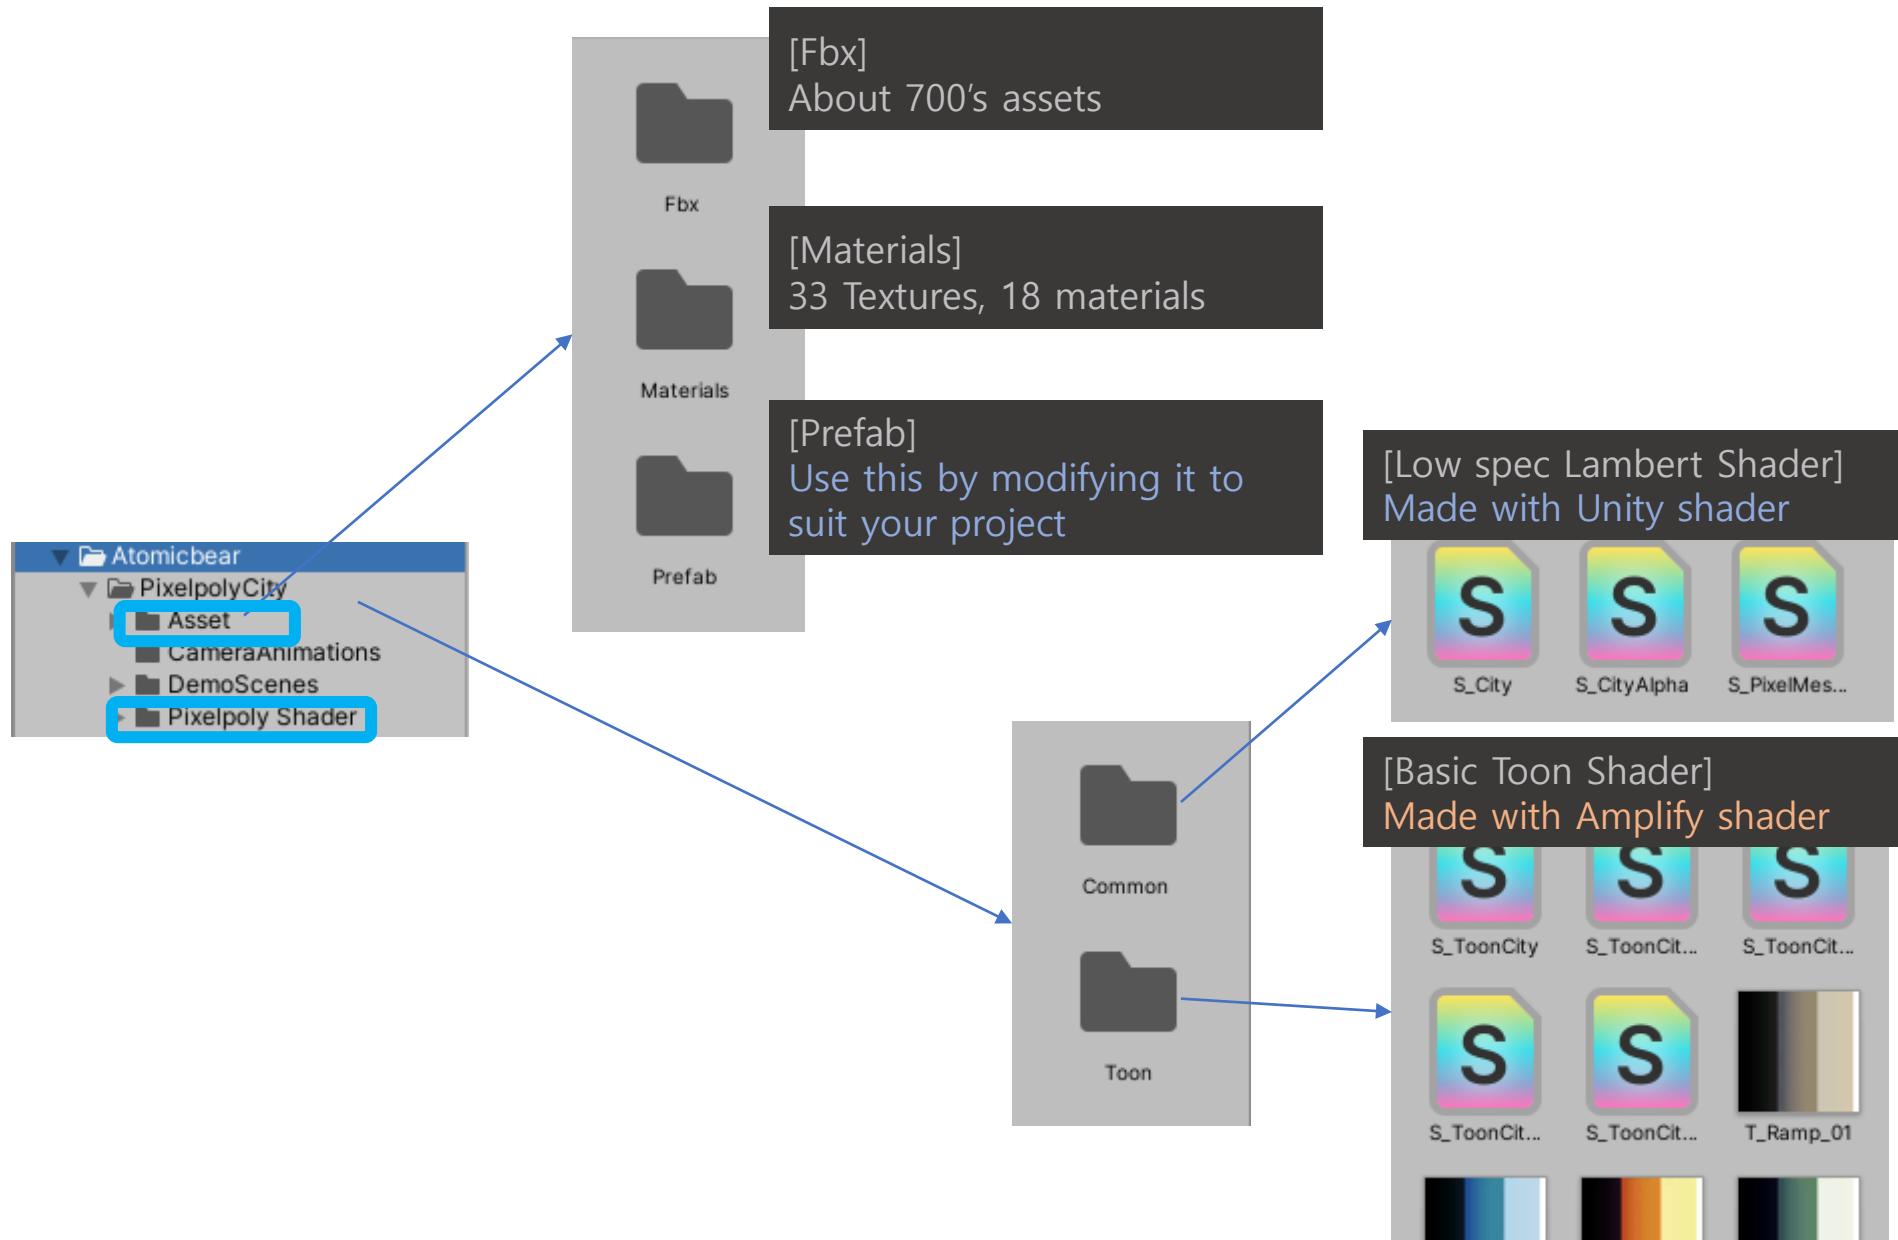 [Fbx]
About 700's assets
Fbx
[Materials]
33 Textures, 18 materials
Materials
[Prefab]
Use this by modifying it to
suit your project
Prefab
Atomicbear
PixelpolyCity
Asset
CameraAnimations
DemoScenes
Pixelpoly Shader
Common
Toon
[Low spec Lambert Shader]
Made with Unity shader
S
S
S
S_City
S_CityAlpha
S_PixelMes...
[Basic Toon Shader]
Made with Amplify shader
S
S
S
S_ToonCity
S_ToonCit...
S_ToonCit...
S
S
S_ToonCit...
S_ToonCit...
T_Ramp_01